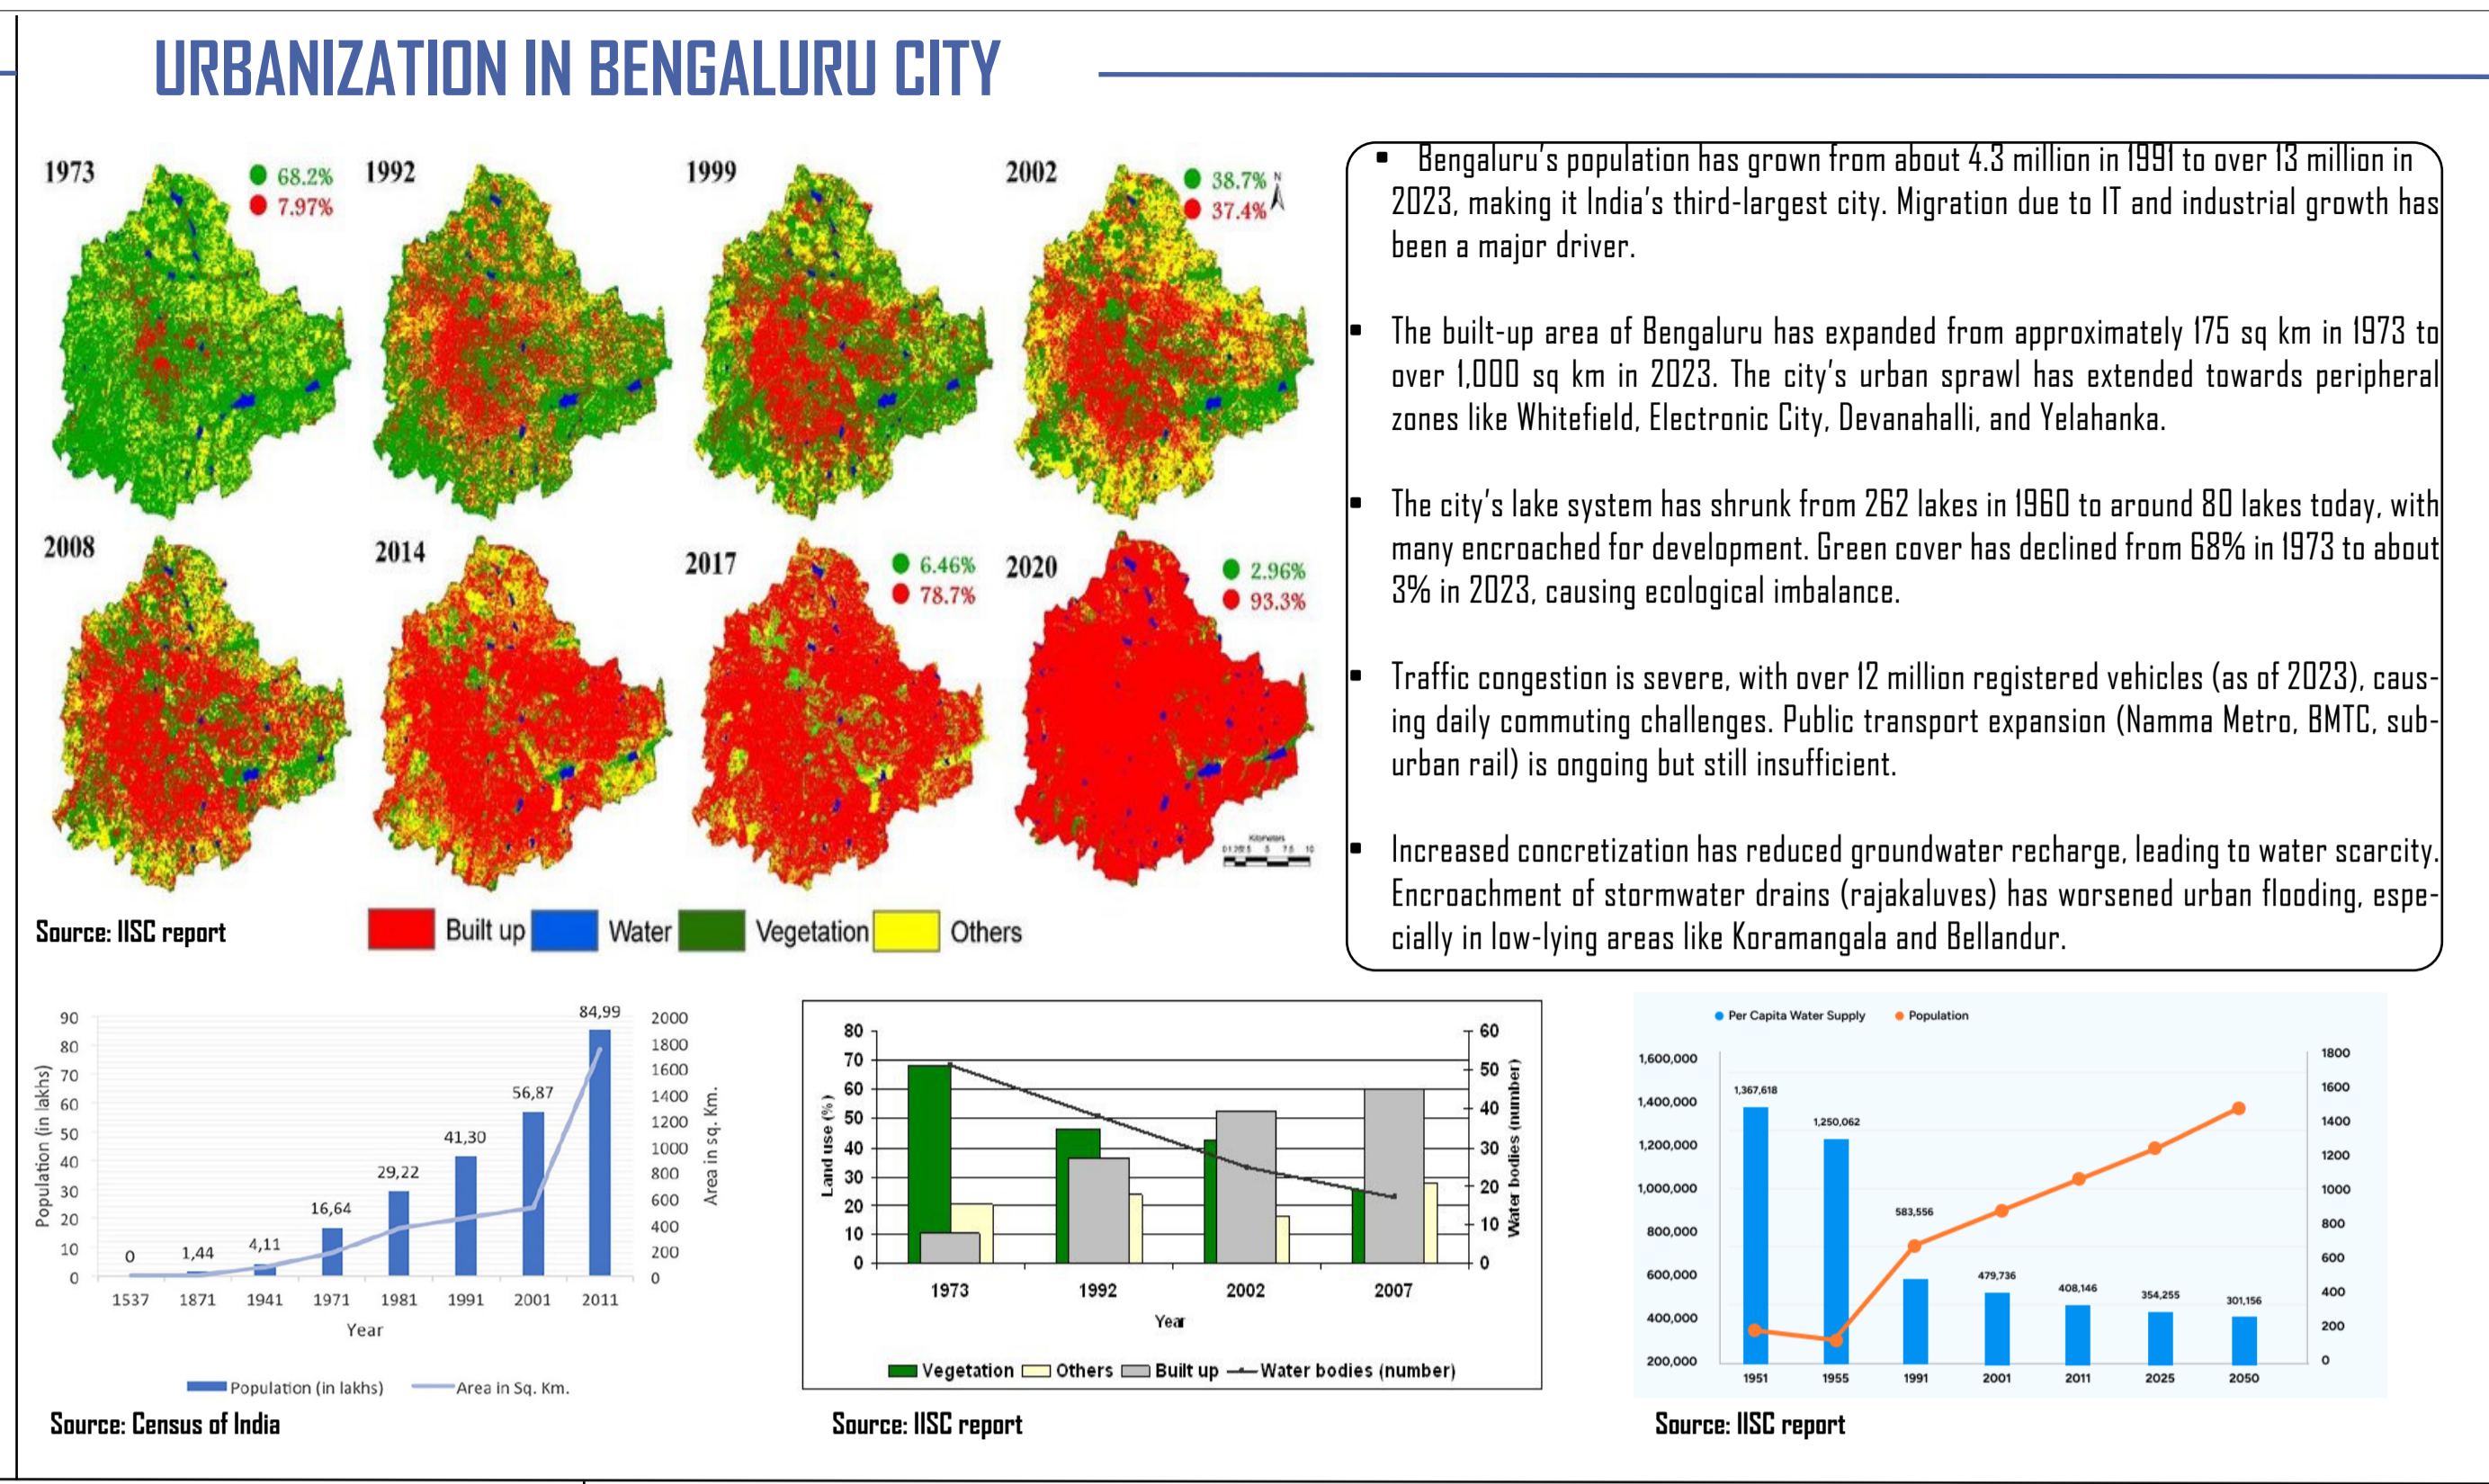 URBANIZATION IN BENGALURU CITY
1973
68.2%
7.97%
1992
1999
2002
38.7%
37.4%
N
2008
2014
2017
6.46%
78.7%
2020
2.96%
93.3%
Kilometers
Source: IISC report
Built up
Water
Vegetation
Others
▪ Bengaluru's population has grown from about 4.3 million in 1991 to over 13 million in
2023, making it India's third-largest city. Migration due to IT and industrial growth has
been a major driver.
▪ The built-up area of Bengaluru has expanded from approximately 175 sq km in 1973 to
over 1,000 sq km in 2023. The city's urban sprawl has extended towards peripheral
zones like Whitefield, Electronic City, Devanahalli, and Yelahanka.
▪ The city's lake system has shrunk from 262 lakes in 1960 to around 80 lakes today, with
many encroached for development. Green cover has declined from 68% in 1973 to about
3% in 2023, causing ecological imbalance.
▪ Traffic congestion is severe, with over 12 million registered vehicles (as of 2023), caus-
ing daily commuting challenges. Public transport expansion (Namma Metro, BMTC, sub-
urban rail) is ongoing but still insufficient.
▪ Increased concretization has reduced groundwater recharge, leading to water scarcity.
Encroachment of stormwater drains (rajakaluves) has worsened urban flooding, espe-
cially in low-lying areas like Koramangala and Bellandur.
Population (in lakhs)
90
80
70
60
50
40
30
20
10
0
0
1,44
4,11
16,64
29,22
41,30
56,87
84,99
2000
1800
1600
1400
1200
1000
800
600
400
200
0
Area in sq. Km.
1537 1871 1941 1971 1981 1991 2001 2011
Year
Population (in lakhs) Area in Sq. Km.
Source: Census of India
Land use (%)
80
70
60
50
40
30
20
10
0
60
50
40
30
20
10
0
Water bodies (number)
1973 1992 2002 2007
Year
Vegetation Others Built up Water bodies (number)
Source: IISC report
Per Capita Water Supply Population
1,600,000
1,400,000
1,200,000
1,000,000
800,000
600,000
400,000
200,000
1,367,618
1,250,062
583,556
479,736
408,146
354,255
301,156
1800
1600
1400
1200
1000
800
600
400
200
0
1951 1955 1991 2001 2011 2025 2050
Source: IISC report